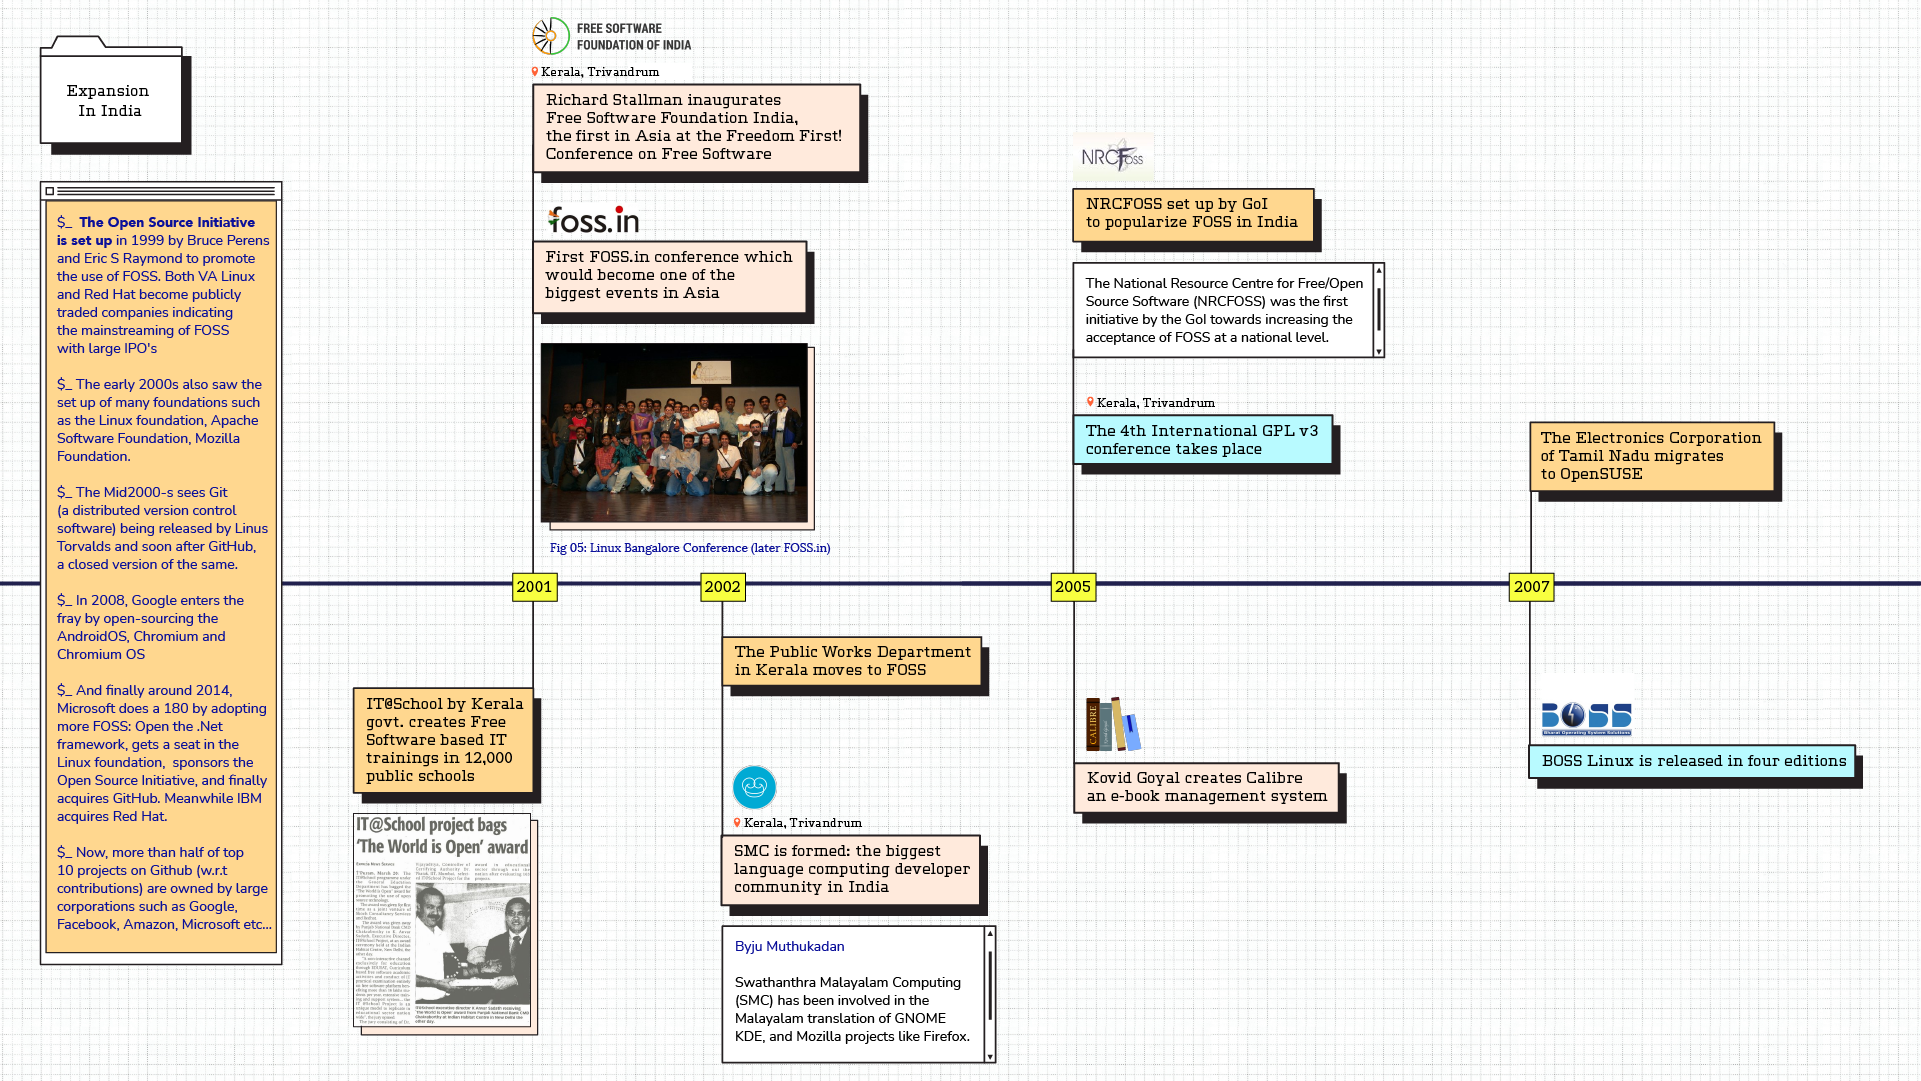 Expansion
In India
$_ The Open Source Initiative
is set up in 1999 by Bruce Perens
and Eric S Raymond to promote
the use of FOSS. Both VA Linux
and Red Hat become publicly
traded companies indicating
the mainstreaming of FOSS
with large IPO's
$_ The early 2000s also saw the
set up of many foundations such
as the Linux foundation, Apache
Software Foundation, Mozilla
Foundation.
$_ The Mid2000-s sees Git
(a distributed version control
software) being released by Linus
Torvalds and soon after GitHub,
a closed version of the same.
$_ In 2008, Google enters the
fray by open-sourcing the
AndroidOS, Chromium and
Chromium OS
$_ And finally around 2014,
Microsoft does a 180 by adopting
more FOSS: Open the .Net
framework, gets a seat in the
Linux foundation, sponsors the
Open Source Initiative, and finally
acquires GitHub. Meanwhile IBM
acquires Red Hat.
$_ Now, more than half of top
10 projects on Github (w.r.t
contributions) are owned by large
corporations such as Google,
Facebook, Amazon, Microsoft etc...
FREE SOFTWARE
FOUNDATION OF INDIA
Kerala, Trivandrum
Richard Stallman inaugurates
Free Software Foundation India,
the first in Asia at the Freedom First!
Conference on Free Software
foss.in
First FOSS.in conference which
would become one of the
biggest events in Asia
Fig 05: Linux Bangalore Conference (later FOSS.in)
2001
IT@School by Kerala
govt. creates Free
Software based IT
trainings in 12,000
public schools
IT@School project bags
'The World is Open' award
2002
The Public Works Department
in Kerala moves to FOSS
Kerala, Trivandrum
SMC is formed: the biggest
language computing developer
community in India
Byju Muthukadan
Swathanthra Malayalam Computing
(SMC) has been involved in the
Malayalam translation of GNOME
KDE, and Mozilla projects like Firefox.
NRCFOSS
NRCFOSS set up by GoI
to popularize FOSS in India
The National Resource Centre for Free/Open
Source Software (NRCFOSS) was the first
initiative by the GoI towards increasing the
acceptance of FOSS at a national level.
Kerala, Trivandrum
The 4th International GPL v3
conference takes place
2005
CALIBRE
Kovid Goyal creates Calibre
an e-book management system
The Electronics Corporation
of Tamil Nadu migrates
to OpenSUSE
2007
BOSS
Bharat Operating System Solutions
BOSS Linux is released in four editions